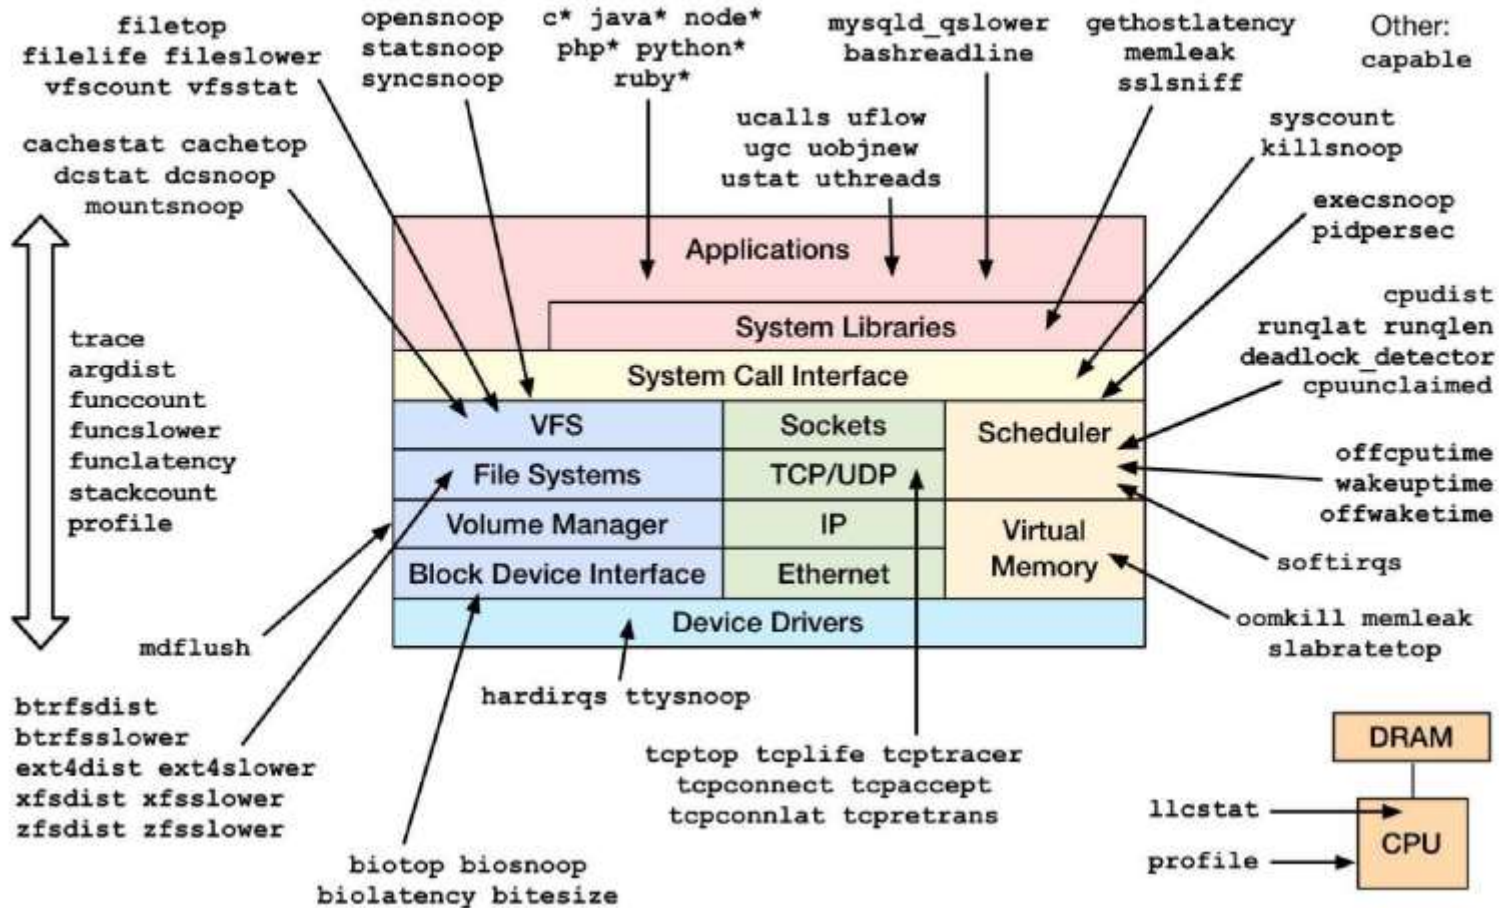 filetop
filelife fileslower
vfscount vfsstat
opensnoop
statsnoop
syncsnoop
c* java* node*
php* python*
ruby*
mysqld_qslower
bashreadline
gethostlatency
memleak
sslsniff
Other:
capable
cachestat cachetop
dcstat dcsnoop
mountsnoop
ucalls uflow
ugc uobjnew
ustat uthreads
syscount
killsnoop
execsnoop
pidpersec
Applications
System Libraries
System Call Interface
VFS
Sockets
Scheduler
File Systems
TCP/UDP
Volume Manager
IP
Virtual
Memory
Block Device Interface
Ethernet
Device Drivers
trace
argdist
funccount
funcslower
funclatency
stackcount
profile
cpudist
runqlat runqlen
deadlock_detector
cpuunclaimed
offcputime
wakeuptime
offwaketime
softirqs
oomkill memleak
slabratetop
mdflush
hardirqs ttysnoop
btrfsdist
btrfsslower
ext4dist ext4slower
xfsdist xfsslower
zfsdist zfsslower
tcptop tcplife tcptracer
tcpconnect tcpaccept
tcpconnlat tcpretrans
biotop biosnoop
biolatency bitesize
DRAM
llcstat
CPU
profile